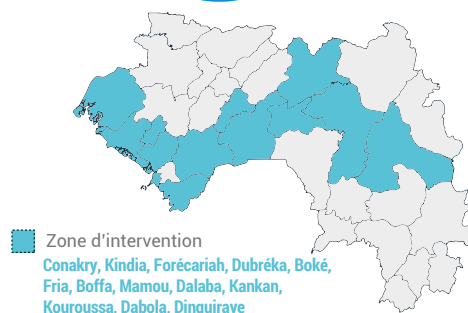 Zone d'intervention
Conakry, Kindia, Forécariah, Dubréka, Boké,
Fria, Boffa, Mamou, Dalaba, Kankan,
Kouroussa, Dabola, Dinguiraye